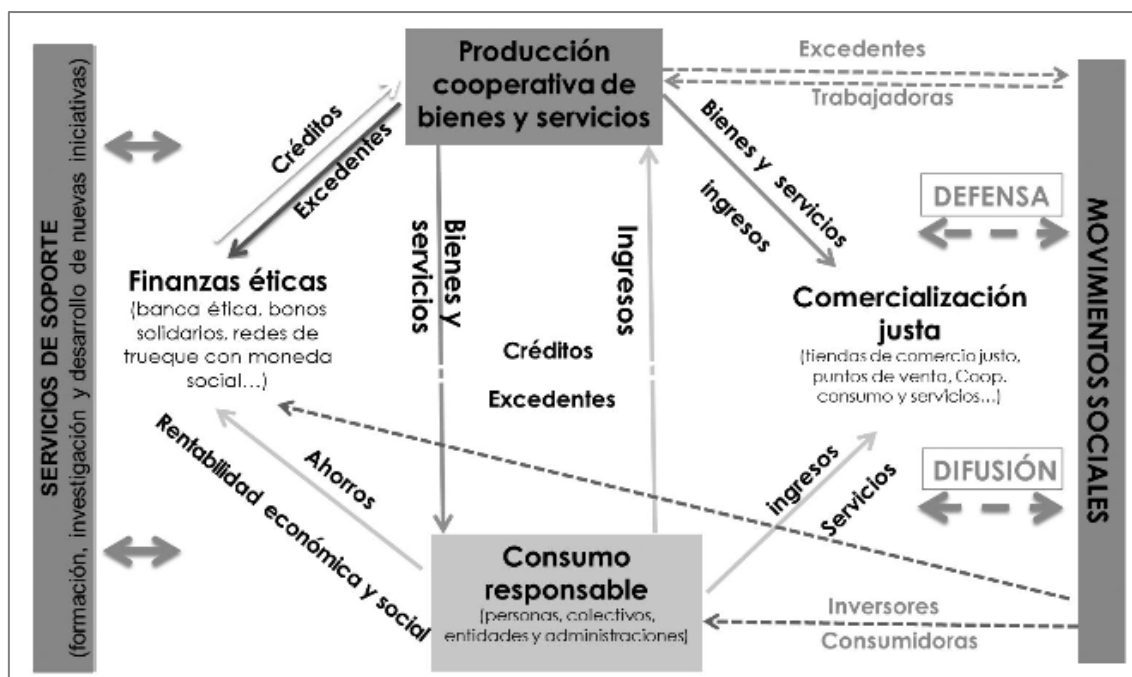 SERVICIOS DE SOPORTE
(formación, investigación y desarrollo de nuevas iniciativas)
Producción
cooperativa de
bienes y servicios
Excedentes
Trabajadoras
Créditos
Excedentes
Bienes y
servicios
Ingresos
Bienes y servicios
ingresos
DEFENSA
MOVIMIENTOS SOCIALES
Finanzas éticas
(banca ética, bonos
solidarios, redes de
trueque con moneda
social...)
Comercialización
justa
(tiendas de comercio justo,
puntos de venta, Coop.
consumo y servicios...)
Créditos
Excedentes
Ahorros
Rentabilidad económica y social
ingresos
Servicios
DIFUSIÓN
Consumo
responsable
(personas, colectivos,
entidades y administraciones)
Inversores
Consumidoras